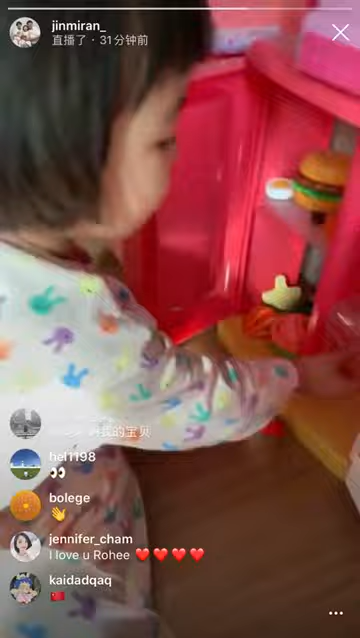 jinmiran_
直播了 · 31分钟前
我的宝贝
hel1198
👀
bolege
👋
jennifer_cham
I love u Rohee ❤️❤️❤️❤️
kaidadqaq
🇨🇳